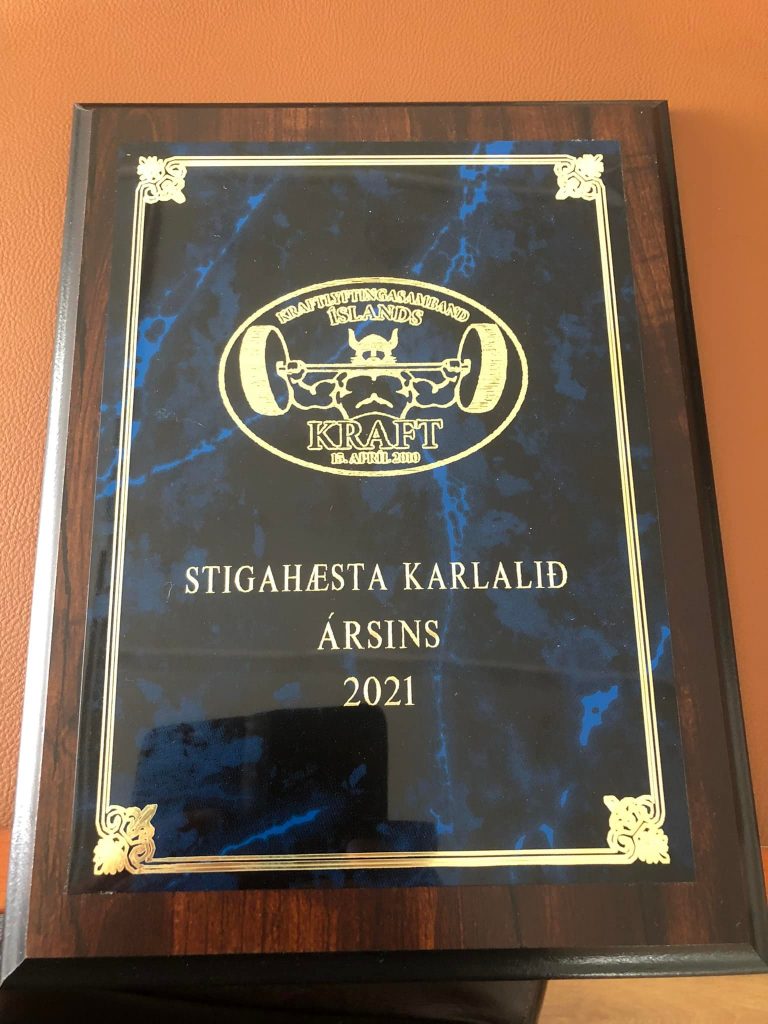 KRAFTLYFTINGASAMBAND
ÍSLANDS
KRAFT
15. APRÍL 2010
STIGAHÆSTA KARLALIÐ
ÁRSINS
2021